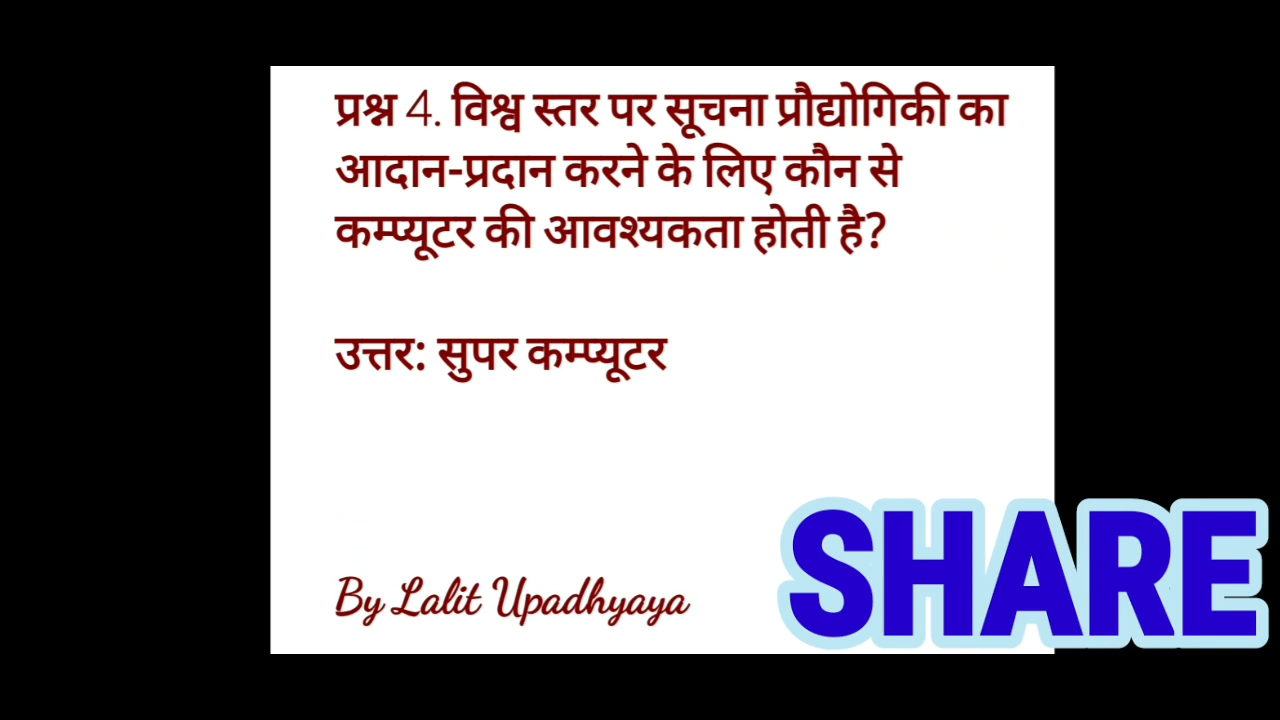 प्रश्न 4. विश्व स्तर पर सूचना प्रौद्योगिकी का
आदान-प्रदान करने के लिए कौन से
कम्प्यूटर की आवश्यकता होती है?
उत्तर: सुपर कम्प्यूटर
By Lalit Upadhyaya
SHARE